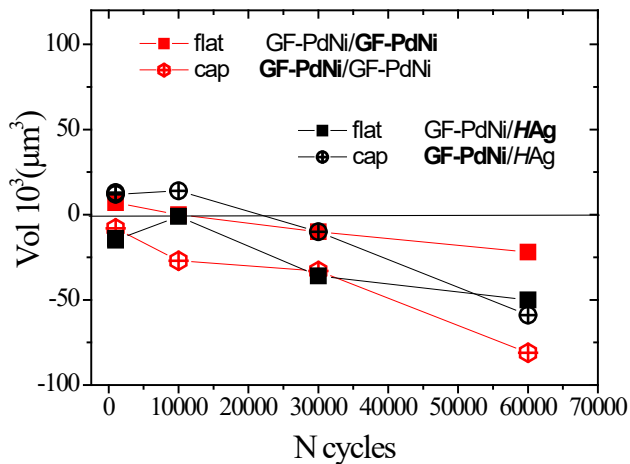 100
50
0
-50
-100
Vol 10³(μm³)
flat GF-PdNi/GF-PdNi
cap GF-PdNi/GF-PdNi
flat GF-PdNi/HAg
cap GF-PdNi/HAg
0 10000 20000 30000 40000 50000 60000 70000
N cycles